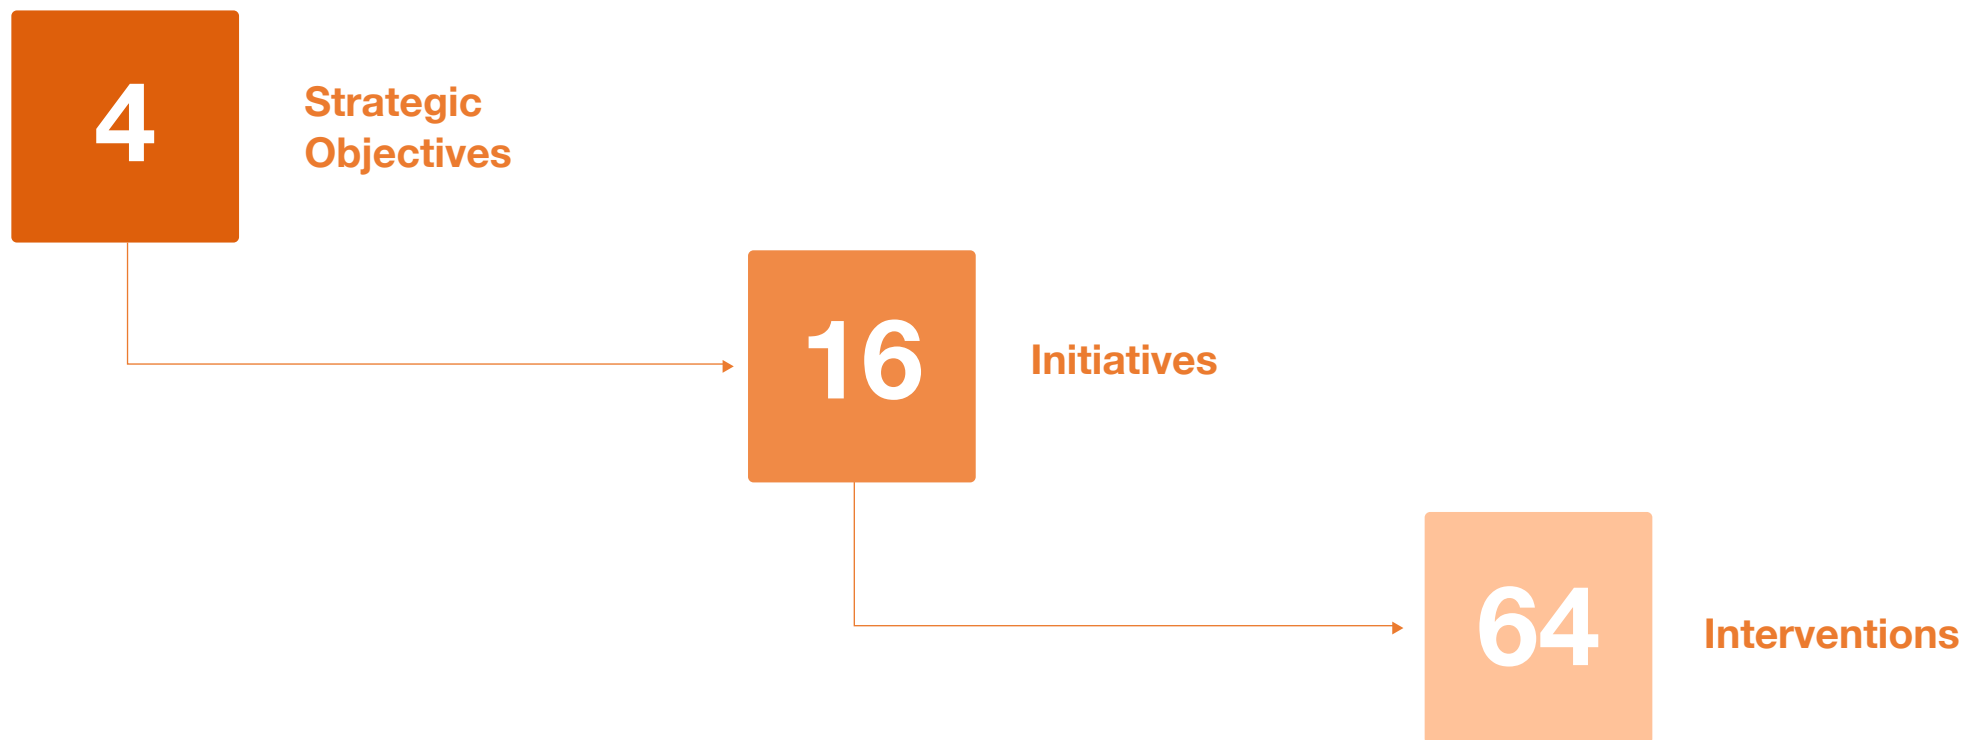 4
Strategic
Objectives
16
Initiatives
64
Interventions